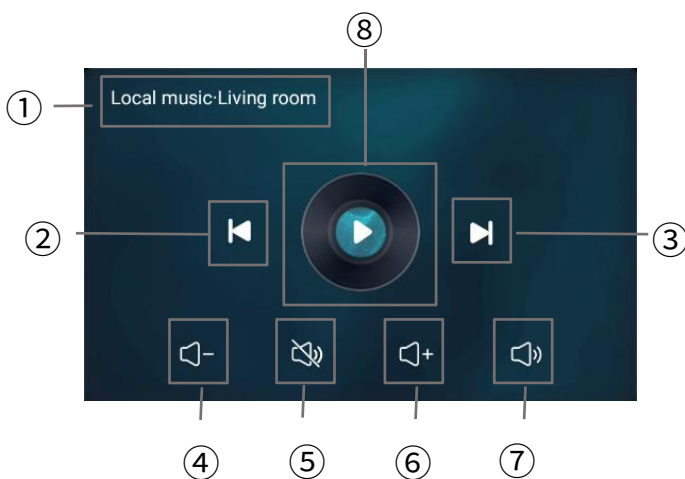 ⑧
① Local music·Living room
② ③
④ ⑤ ⑥ ⑦